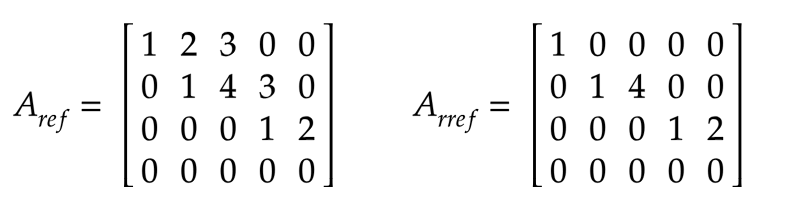 A_ref = [ 1 2 3 0 0
0 1 4 3 0
0 0 0 1 2
0 0 0 0 0 ]
A_rref = [ 1 0 0 0 0
0 1 4 0 0
0 0 0 1 2
0 0 0 0 0 ]